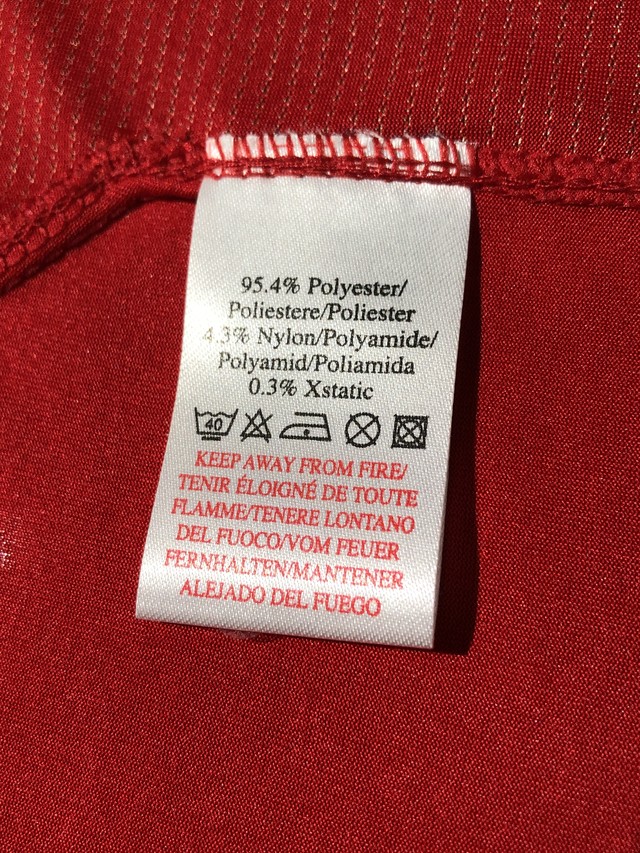 95.4% Polyester/
Poliestere/Poliester
4.3% Nylon/Polyamide/
Polyamid/Poliamida
0.3% Xstatic
40
KEEP AWAY FROM FIRE/
TENIR ÉLOIGNÉ DE TOUTE
FLAMME/TENERE LONTANO
DEL FUOCO/VOM FEUER
FERNHALTEN/MANTENER
ALEJADO DEL FUEGO